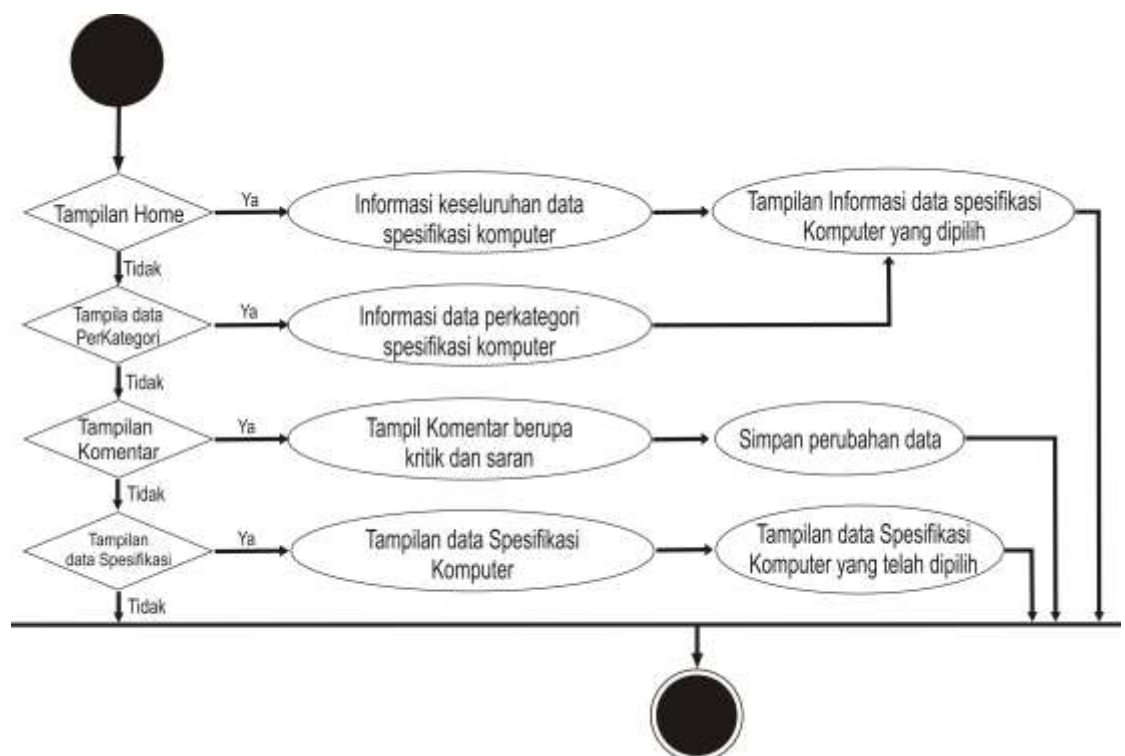 Tampilan Home
Ya
Informasi keseluruhan data
spesifikasi komputer
Tampilan Informasi data spesifikasi
Komputer yang dipilih
Tidak
Tampila data
PerKategori
Ya
Informasi data perkategori
spesifikasi komputer
Tidak
Tampilan
Komentar
Ya
Tampil Komentar berupa
kritik dan saran
Simpan perubahan data
Tidak
Tampilan
data Spesifikasi
Ya
Tampilan data Spesifikasi
Komputer
Tampilan data Spesifikasi
Komputer yang telah dipilih
Tidak